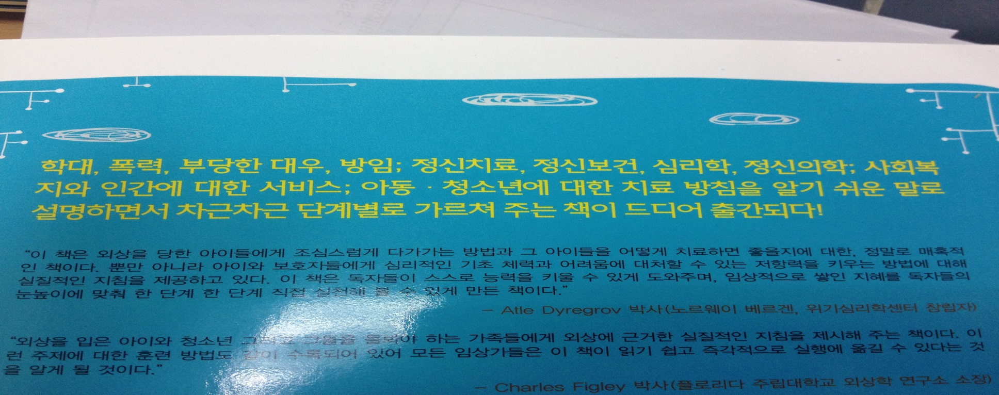 학대, 폭력, 부당한 대우, 방임; 정신치료, 정신보건, 심리학, 정신의학; 사회복
지와 인간에 대한 서비스; 아동 · 청소년에 대한 치료 방침을 알기 쉬운 말로
설명하면서 차근차근 단계별로 가르쳐 주는 책이 드디어 출간되다!
“이 책은 외상을 당한 아이들에게 조심스럽게 다가가는 방법과 그 아이들을 어떻게 치료하면 좋을지에 대한, 정말로 매혹적
인 책이다. 뿐만 아니라 아이와 보호자들에게 심리적인 기초 체력과 어려움에 대처할 수 있는 저항력을 키우는 방법에 대해
실질적인 지침을 제공하고 있다. 이 책은 독자들이 스스로 능력을 키울 수 있게 도와주며, 임상적으로 쌓인 지혜를 독자들의
눈높이에 맞춰 한 단계 한 단계 직접 실천해 볼 수 있게 만든 책이다.”
– Atle Dyregrov 박사(노르웨이 베르겐, 위기심리학센터 창립자)
“외상을 입은 아이와 청소년 그리고 그들을 돌봐야 하는 가족들에게 외상에 근거한 실질적인 지침을 제시해 주는 책이다. 이
런 주제에 대한 훈련 방법도 같이 수록되어 있어 모든 임상가들은 이 책이 읽기 쉽고 즉각적으로 실행에 옮길 수 있다는 것
을 알게 될 것이다.”
– Charles Figley 박사(플로리다 주립대학교 외상학 연구소 소장)